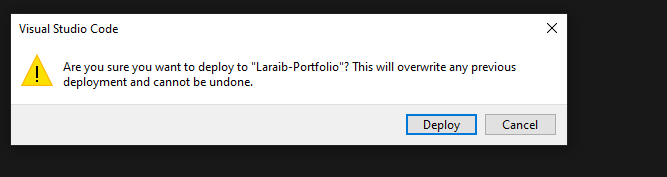 Visual Studio Code
Are you sure you want to deploy to "Laraib-Portfolio"? This will overwrite any previous
deployment and cannot be undone.
Deploy
Cancel